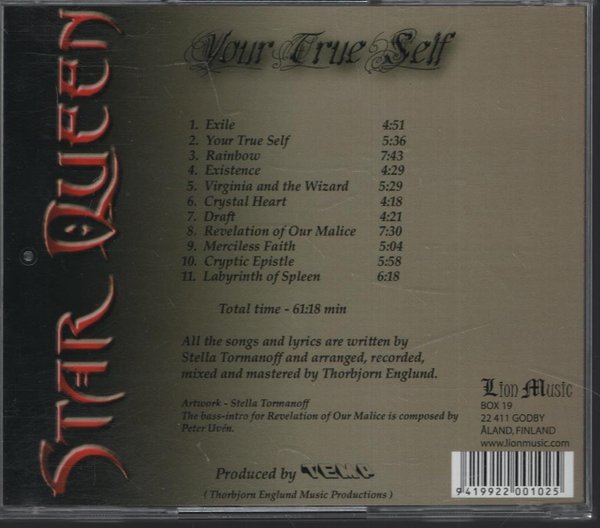 STAR QUEEN
Your True Self
1. Exile 4:51
2. Your True Self 5:36
3. Rainbow 7:43
4. Existence 4:29
5. Virginia and the Wizard 5:29
6. Crystal Heart 4:18
7. Draft 4:21
8. Revelation of Our Malice 7:30
9. Merciless Faith 5:04
10. Cryptic Epistle 5:58
11. Labyrinth of Spleen 6:18
Total time - 61:18 min
All the songs and lyrics are written by
Stella Tormanoff and arranged, recorded,
mixed and mastered by Thorbjorn Englund.
Artwork - Stella Tormanoff
The bass-intro for Revelation of Our Malice is composed by
Peter Uvén.
Produced by TEMP
( Thorbjorn Englund Music Productions )
Lion Music
BOX 19
22 411 GODBY
ÅLAND, FINLAND
www.lionmusic.com
9 419922 001025